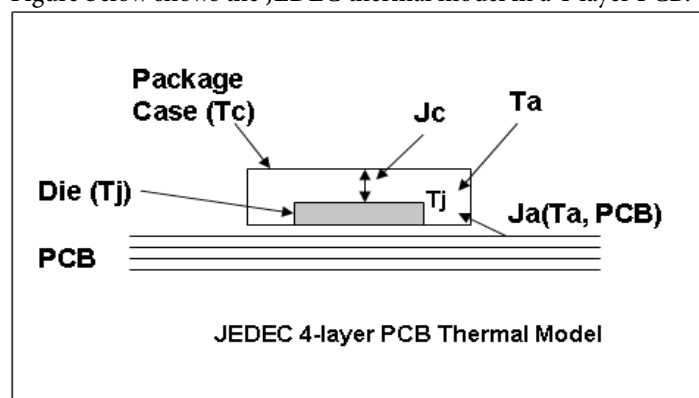 Figure below shows the JEDEC thermal model in a 4-layer PCB.
Package
Case (Tc)
Jc
Ta
Die (Tj)
Tj
Ja(Ta, PCB)
PCB
JEDEC 4-layer PCB Thermal Model